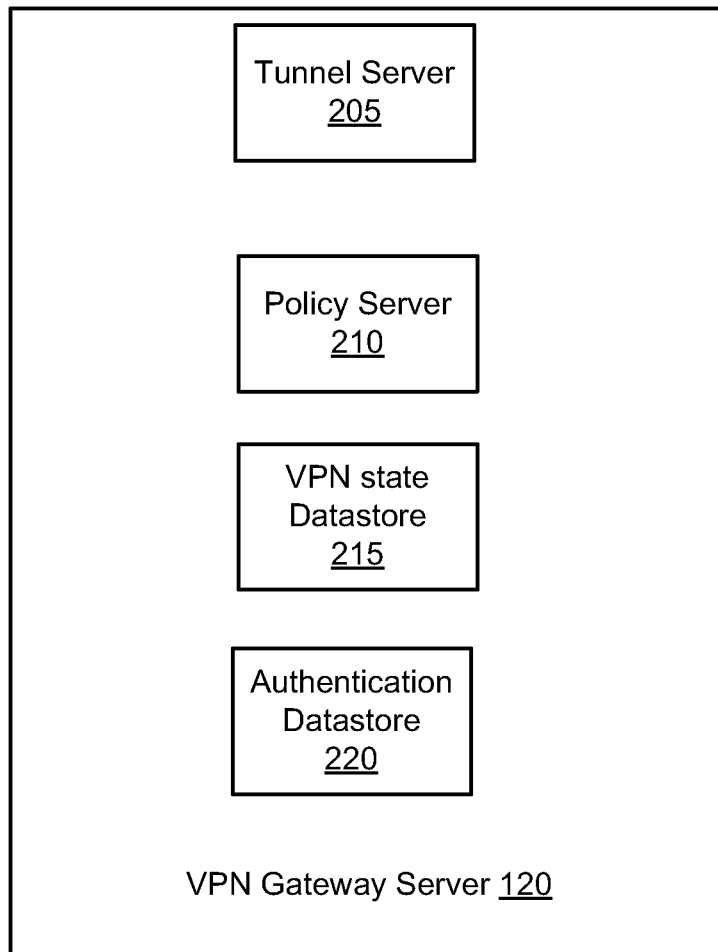 Tunnel Server
205
Policy Server
210
VPN state
Datastore
215
Authentication
Datastore
220
VPN Gateway Server 120